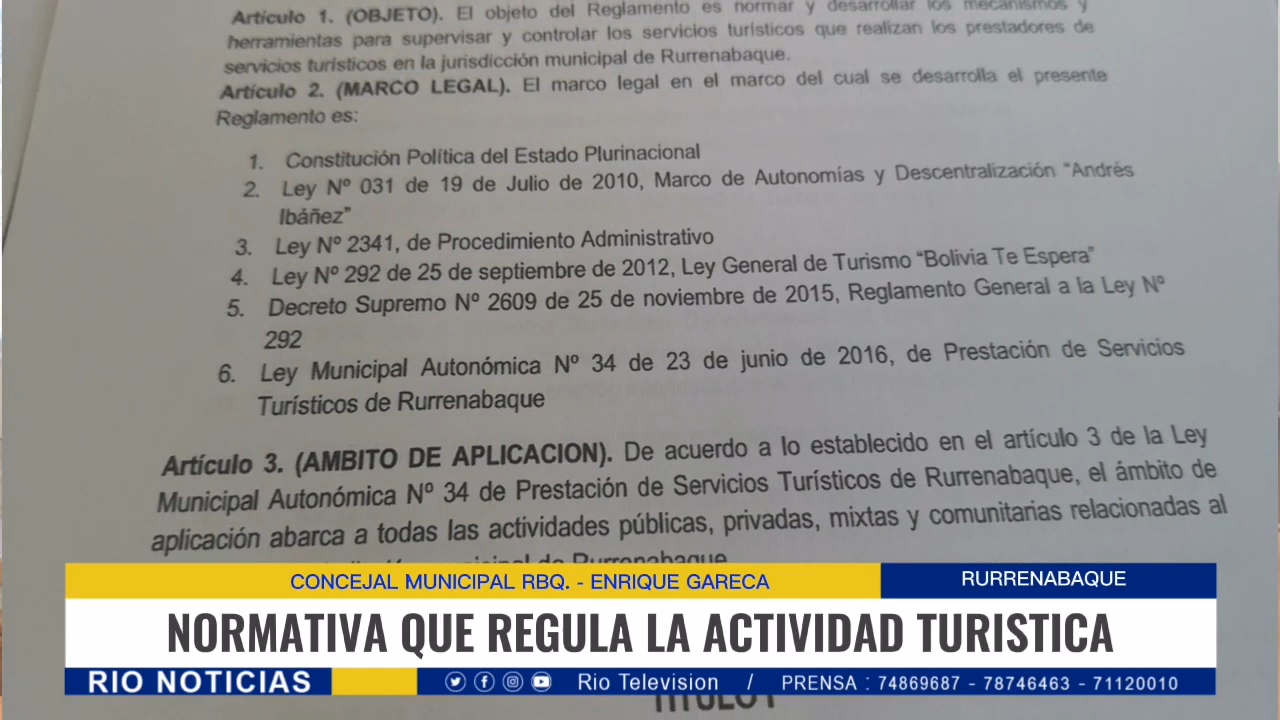 Artículo 1. (OBJETO). El objeto del Reglamento es normar y desarrollar los mecanismos y
herramientas para supervisar y controlar los servicios turísticos que realizan los prestadores de
servicios turísticos en la jurisdicción municipal de Rurrenabaque.
Artículo 2. (MARCO LEGAL). El marco legal en el marco del cual se desarrolla el presente
Reglamento es:
1. Constitución Política del Estado Plurinacional
2. Ley Nº 031 de 19 de Julio de 2010, Marco de Autonomías y Descentralización "Andrés
Ibáñez"
3. Ley Nº 2341, de Procedimiento Administrativo
4. Ley Nº 292 de 25 de septiembre de 2012, Ley General de Turismo "Bolivia Te Espera"
5. Decreto Supremo Nº 2609 de 25 de noviembre de 2015, Reglamento General a la Ley Nº
292
6. Ley Municipal Autonómica Nº 34 de 23 de junio de 2016, de Prestación de Servicios
Turísticos de Rurrenabaque
Artículo 3. (AMBITO DE APLICACION). De acuerdo a lo establecido en el artículo 3 de la Ley
Municipal Autonómica Nº 34 de Prestación de Servicios Turísticos de Rurrenabaque, el ámbito de
aplicación abarca a todas las actividades públicas, privadas, mixtas y comunitarias relacionadas al
de Rurrenabaque
CONCEJAL MUNICIPAL RBQ. - ENRIQUE GARECA
RURRENABAQUE
NORMATIVA QUE REGULA LA ACTIVIDAD TURISTICA
RIO NOTICIAS
Rio Television / PRENSA : 74869687 - 78746463 - 71120010
TITULO I